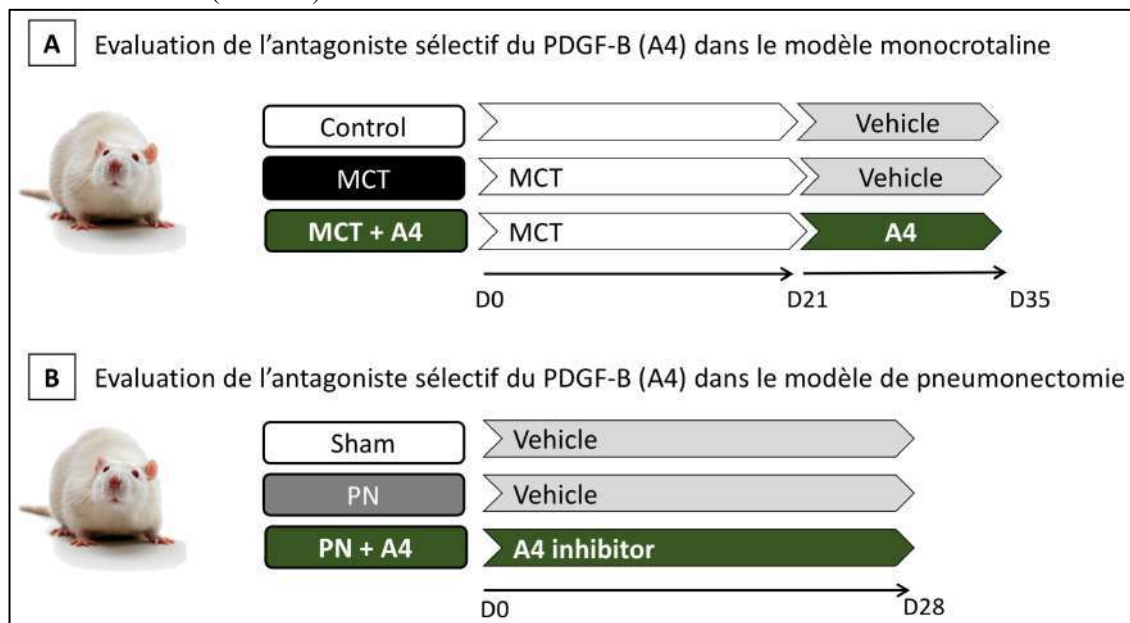 A Evaluation de l'antagoniste sélectif du PDGF-B (A4) dans le modèle monocrotaline
Control Vehicle
MCT MCT Vehicle
MCT + A4 MCT A4
D0 D21 D35
B Evaluation de l'antagoniste sélectif du PDGF-B (A4) dans le modèle de pneumonectomie
Sham Vehicle
PN Vehicle
PN + A4 A4 inhibitor
D0 D28